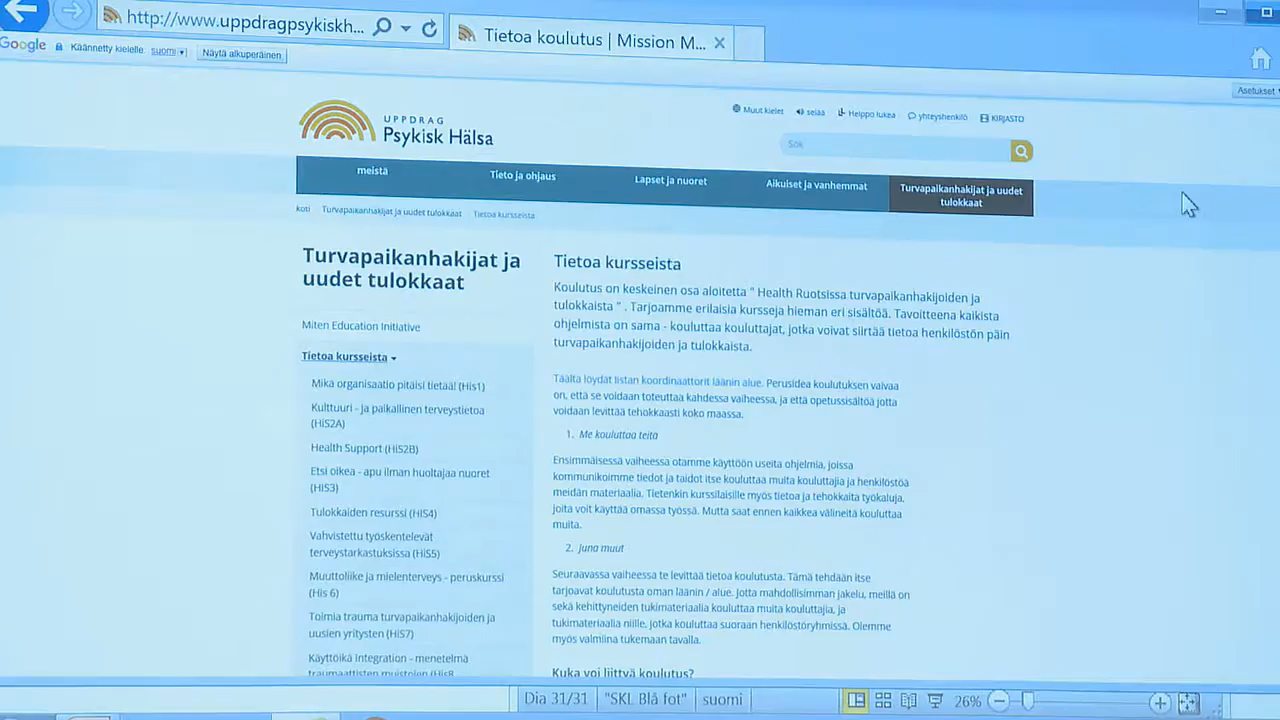 http://www.uppdragpsykiskh...
Tietoa koulutus | Mission M...
Google Käännetty kielelle suomi Näytä alkuperäinen
Asetukset
UPPDRAG
Psykisk Hälsa
Muut kielet selää Helppo lukea yhteyshenkilö KIRJASTO
Sök
meistä
Tieto ja ohjaus
Lapset ja nuoret
Aikuiset ja vanhemmat
Turvapaikanhakijat ja uudet
tulokkaat
koti Turvapaikanhakijat ja uudet tulokkaat Tietoa kursseista
Turvapaikanhakijat ja
uudet tulokkaat
Miten Education Initiative
Tietoa kursseista
Mikä organisaatio pitäisi tietää! (His1)
Kulttuuri - ja paikallinen terveystietoa
(HiS2A)
Health Support (HiS2B)
Etsi oikea - apu ilman huoltajaa nuoret
(HiS3)
Tulokkaiden resurssi (HiS4)
Vahvistettu työskentelevät
terveystarkastuksissa (HiS5)
Muuttoliike ja mielenterveys - peruskurssi
(His 6)
Toimia trauma turvapaikanhakijoiden ja
uusien yritysten (HiS7)
Käyttöikä Integration - menetelmä
traumaattisten muistojen (HiS8
Tietoa kursseista
Koulutus on keskeinen osa aloitetta " Health Ruotsissa turvapaikanhakijoiden ja
tulokkaista " . Tarjoamme erilaisia kursseja hieman eri sisältöä. Tavoitteena kaikista
ohjelmista on sama - kouluttaa kouluttajat, jotka voivat siirtää tietoa henkilöstön päin
turvapaikanhakijoiden ja tulokkaista.
Täältä löydät listan koordinaattorit läänin alue. Perusidea koulutuksen vaivaa
on, että se voidaan toteuttaa kahdessa vaiheessa, ja että opetussisältöä jotta
voidaan levittää tehokkaasti koko maassa.
1. Me kouluttaa teitä
Ensimmäisessä vaiheessa otamme käyttöön useita ohjelmia, joissa
kommunikoimme tiedot ja taidot itse kouluttaa muita kouluttajia ja henkilöstöä
meidän materiaalia. Tietenkin kurssilaisille myös tietoa ja tehokkaita työkaluja,
joita voit käyttää omassa työssä. Mutta saat ennen kaikkea välineitä kouluttaa
muita.
2. Juna muut
Seuraavassa vaiheessa te levittää tietoa koulutusta. Tämä tehdään itse
tarjoavat koulutusta oman läänin / alue. Jotta mahdollisimman jakelu, meillä on
sekä kehittyneiden tukimateriaalia kouluttaa muita kouluttajia, ja
tukimateriaalia niille, jotka kouluttaa suoraan henkilöstöryhmissä. Olemme
myös valmiina tukemaan tavalla.
Kuka voi liittyä koulutus?
Dia 31/31 "SKL Blå fot" suomi 26%